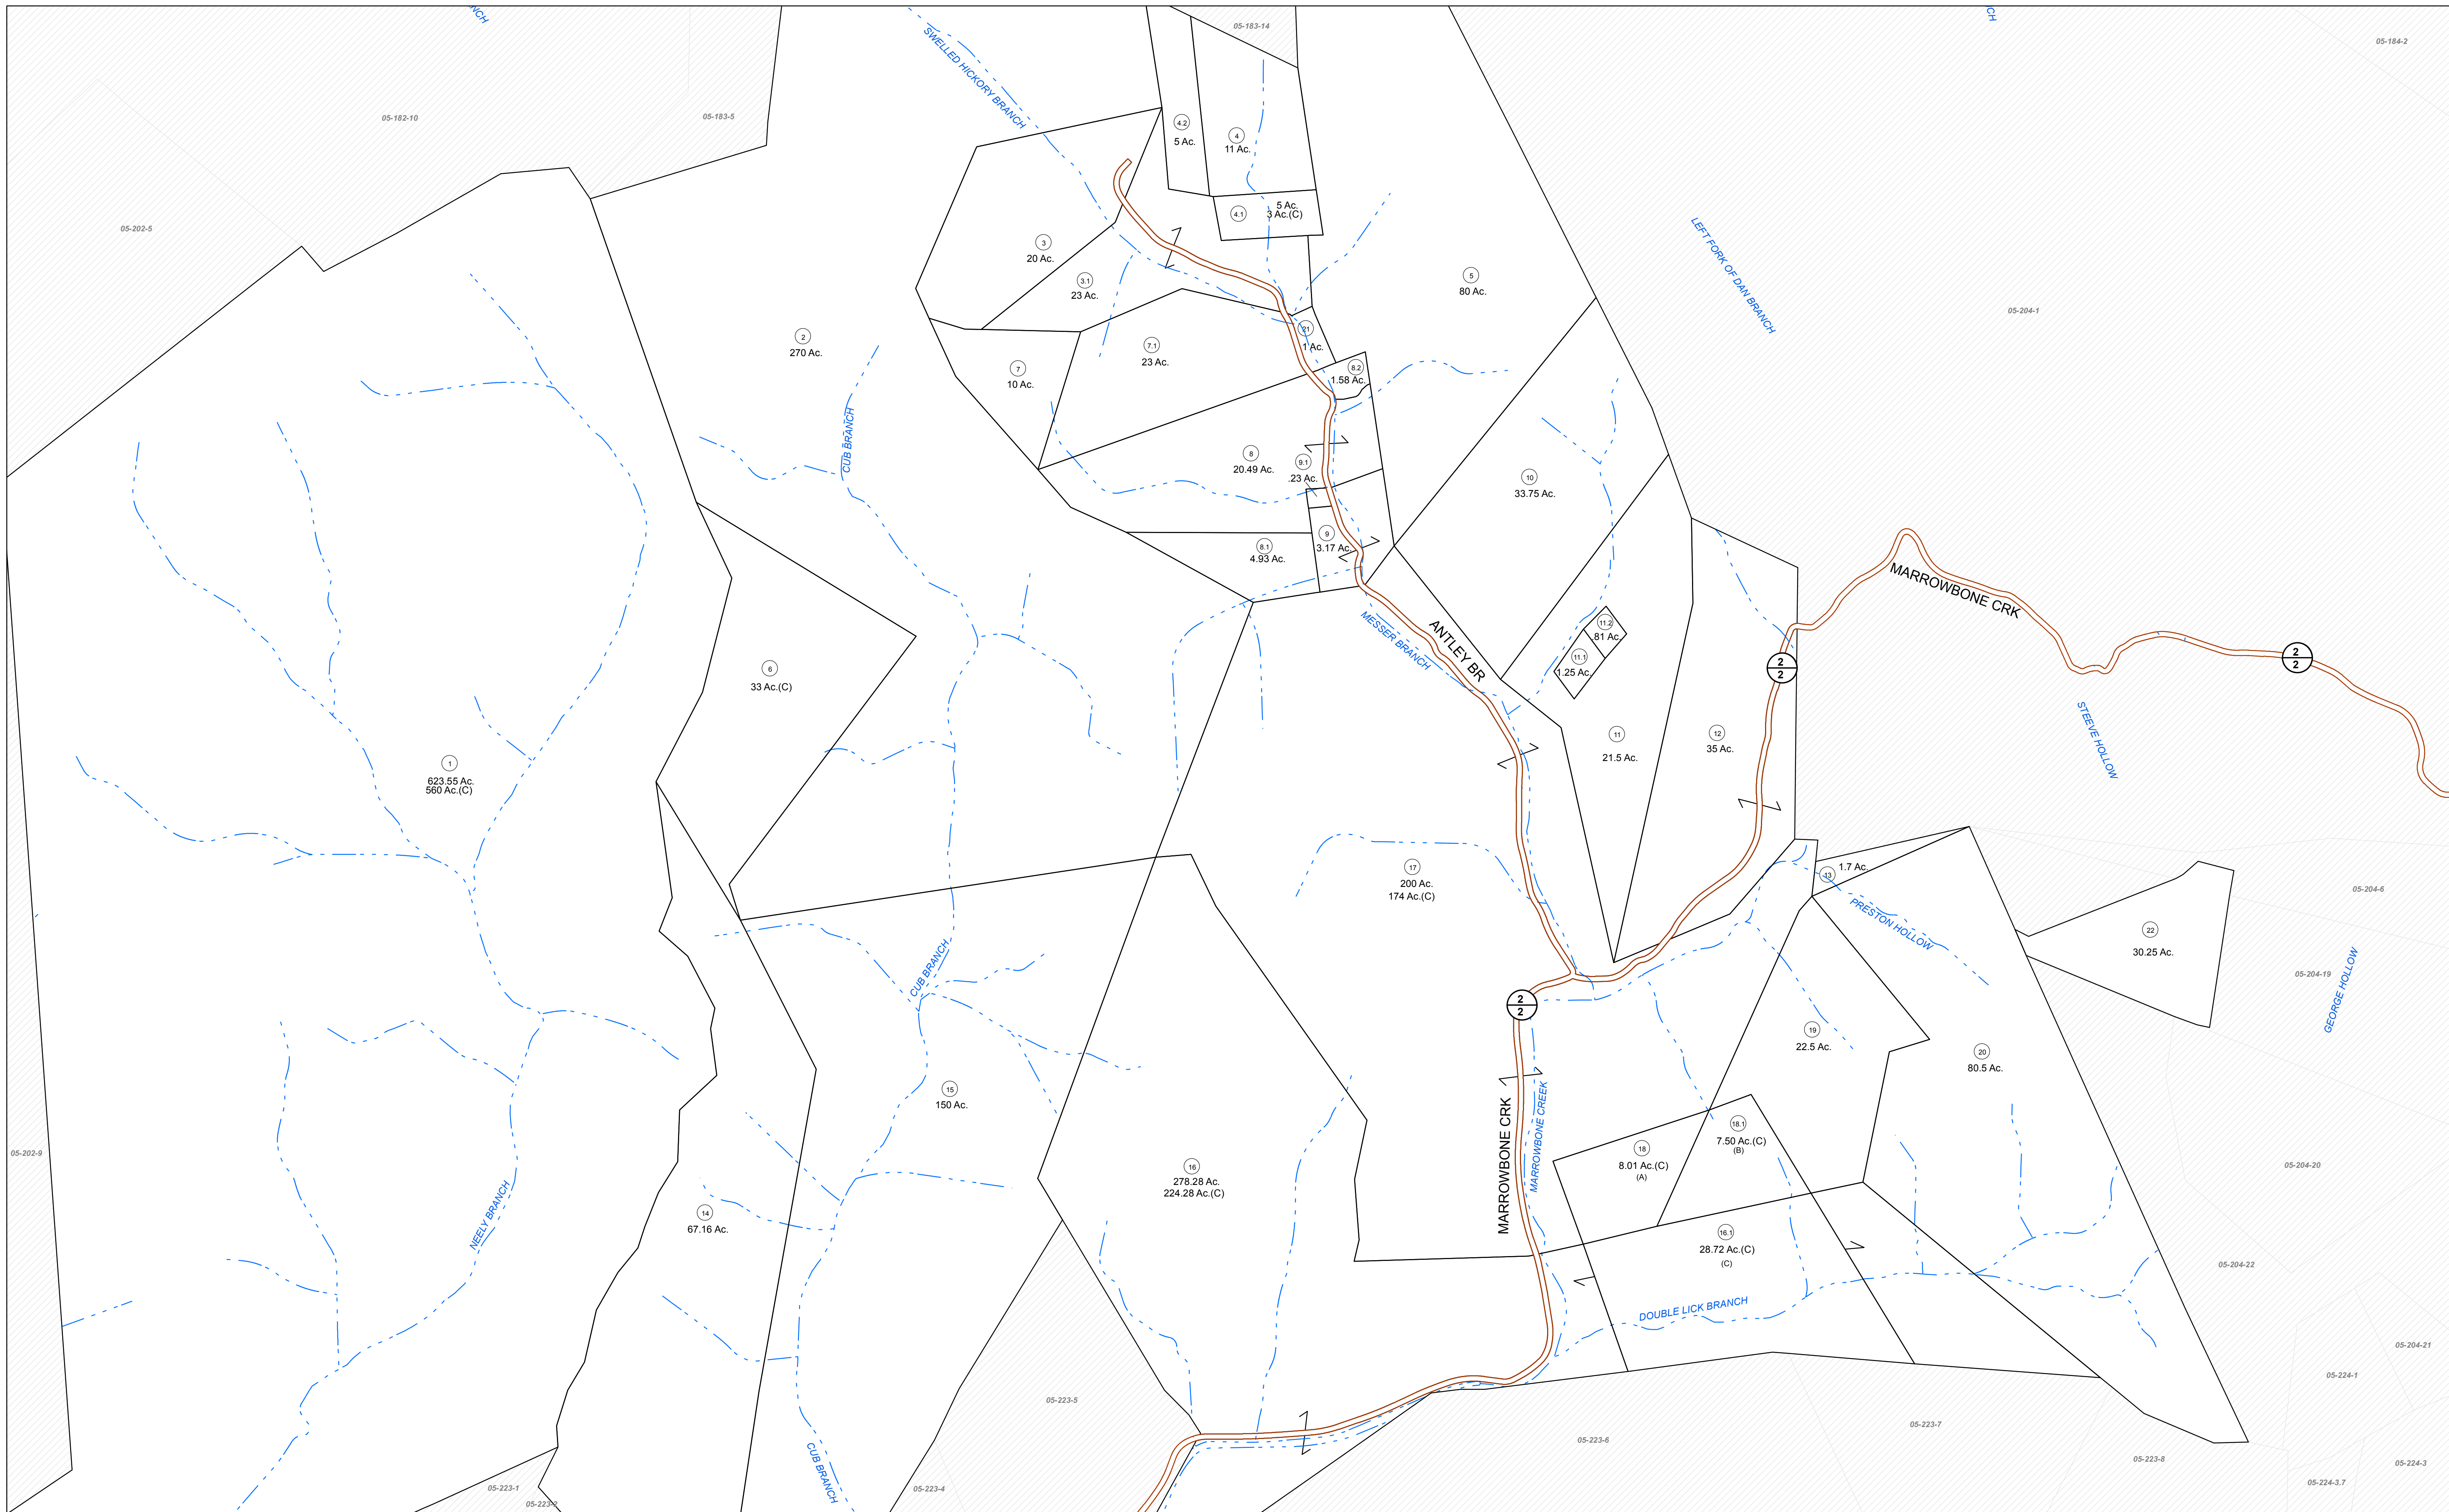 NCH
CH
05-183-14
05-184-2
SWELLED HICKORY BRANCH
05-182-10
05-183-5
4.2
5 Ac.
4
11 Ac.
5 Ac.
4.1
3 Ac.(C)
05-202-5
3
20 Ac.
LEFT FORK OF DAN BRANCH
3.1
23 Ac.
5
80 Ac.
05-204-1
2
270 Ac.
21
1 Ac.
7.1
23 Ac.
7
10 Ac.
8.2
1.58 Ac.
CUB BRANCH
8
20.49 Ac.
9.1
.23 Ac.
10
33.75 Ac.
9
3.17 Ac.
8.1
4.93 Ac.
MARROWBONE CRK
MESSER BRANCH
ANTLEY BR
11.2
.81 Ac.
11.1
1.25 Ac.
2
2
2
2
6
33 Ac.(C)
STEEVE HOLLOW
11
21.5 Ac.
12
35 Ac.
1
623.55 Ac.
560 Ac.(C)
17
200 Ac.
174 Ac.(C)
1.7 Ac.
13
05-204-6
PRESTON HOLLOW
22
30.25 Ac.
CUB BRANCH
05-204-19
GEORGE HOLLOW
2
2
19
22.5 Ac.
20
80.5 Ac.
15
150 Ac.
MARROWBONE CRK
MARROWBONE CREEK
18.1
7.50 Ac.(C)
(B)
18
8.01 Ac.(C)
(A)
05-202-9
16
278.28 Ac.
224.28 Ac.(C)
05-204-20
NEELY BRANCH
14
67.16 Ac.
16.1
28.72 Ac.(C)
(C)
05-204-22
DOUBLE LICK BRANCH
05-204-21
05-224-1
05-223-5
05-223-7
05-223-6
05-223-8
05-224-3
CUB BRANCH
05-224-3.7
05-223-1
05-223-4
05-223-2